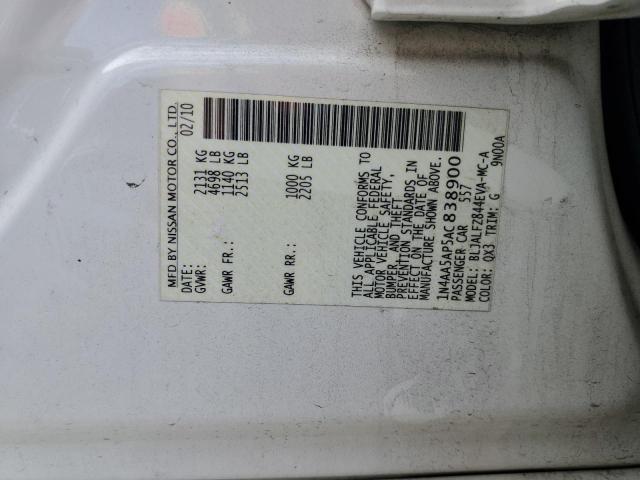 MFD BY NISSAN MOTOR CO., LTD.
DATE: 02/10
GVWR: 2131 KG
4698 LB
GAWR FR.: 1140 KG
2513 LB
GAWR RR.: 1000 KG
2205 LB
THIS VEHICLE CONFORMS TO
ALL APPLICABLE FEDERAL
MOTOR VEHICLE SAFETY,
BUMPER, AND THEFT
PREVENTION STANDARDS IN
EFFECT ON THE DATE OF
MANUFACTURE SHOWN ABOVE.
1N4AA5AP5AC838900
PASSENGER CAR 557
MODEL: BLJALPZ844EVA-MC-A
COLOR: QX3 TRIM: G 9N00A